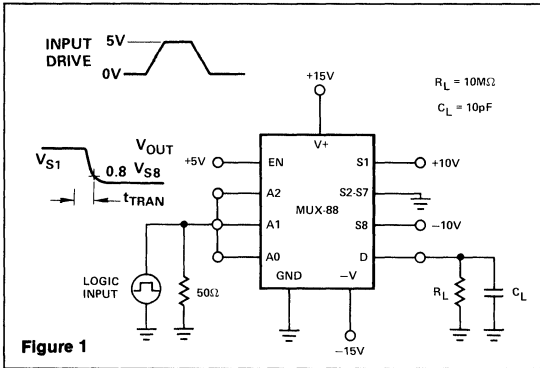 INPUT DRIVE
5V
0V
V_S1
V_OUT
0.8 V_S8
t_TRAN
+15V
R_L = 10MΩ
C_L = 10pF
V+
+5V
EN
S1
+10V
A2
S2-S7
MUX-88
A1
S8
−10V
A0
D
GND
−V
LOGIC INPUT
50Ω
R_L
C_L
−15V
Figure 1